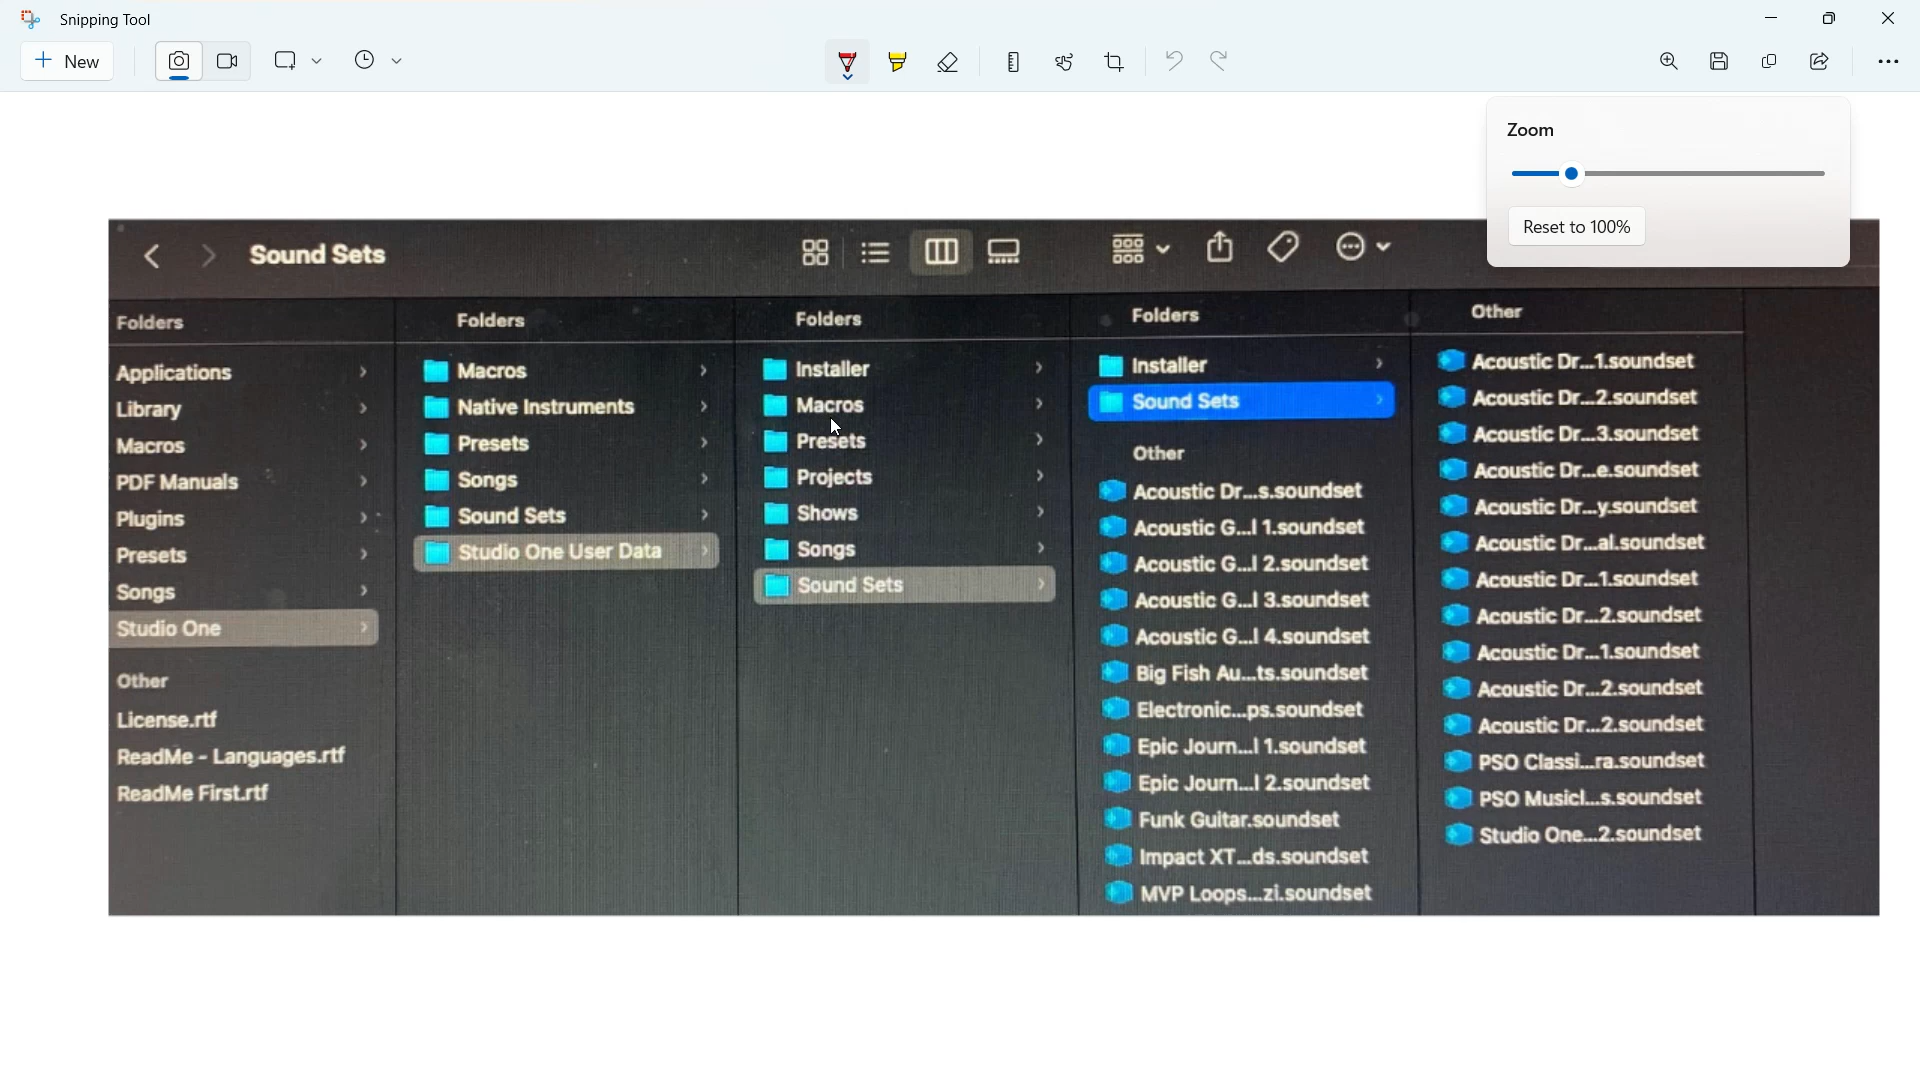 Snipping Tool
New
Zoom
Reset to 100%
Sound Sets
Folders
Applications
Library
Macros
PDF Manuals
Plugins
Presets
Songs
Studio One
Other
License.rtf
ReadMe - Languages.rtf
ReadMe First.rtf
Folders
Macros
Native Instruments
Presets
Songs
Sound Sets
Studio One User Data
Folders
Installer
Macros
Presets
Projects
Shows
Songs
Sound Sets
Folders
Installer
Sound Sets
Other
Acoustic Dr...s.soundset
Acoustic G...l 1.soundset
Acoustic G...l 2.soundset
Acoustic G...l 3.soundset
Acoustic G...l 4.soundset
Big Fish Au...ts.soundset
Electronic...ps.soundset
Epic Journ...l 1.soundset
Epic Journ...l 2.soundset
Funk Guitar.soundset
Impact XT...ds.soundset
MVP Loops...zi.soundset
Other
Acoustic Dr...1.soundset
Acoustic Dr...2.soundset
Acoustic Dr...3.soundset
Acoustic Dr...e.soundset
Acoustic Dr...y.soundset
Acoustic Dr...al.soundset
Acoustic Dr...1.soundset
Acoustic Dr...2.soundset
Acoustic Dr...1.soundset
Acoustic Dr...2.soundset
Acoustic Dr...2.soundset
PSO Classi...ra.soundset
PSO Musicl...s.soundset
Studio One...2.soundset